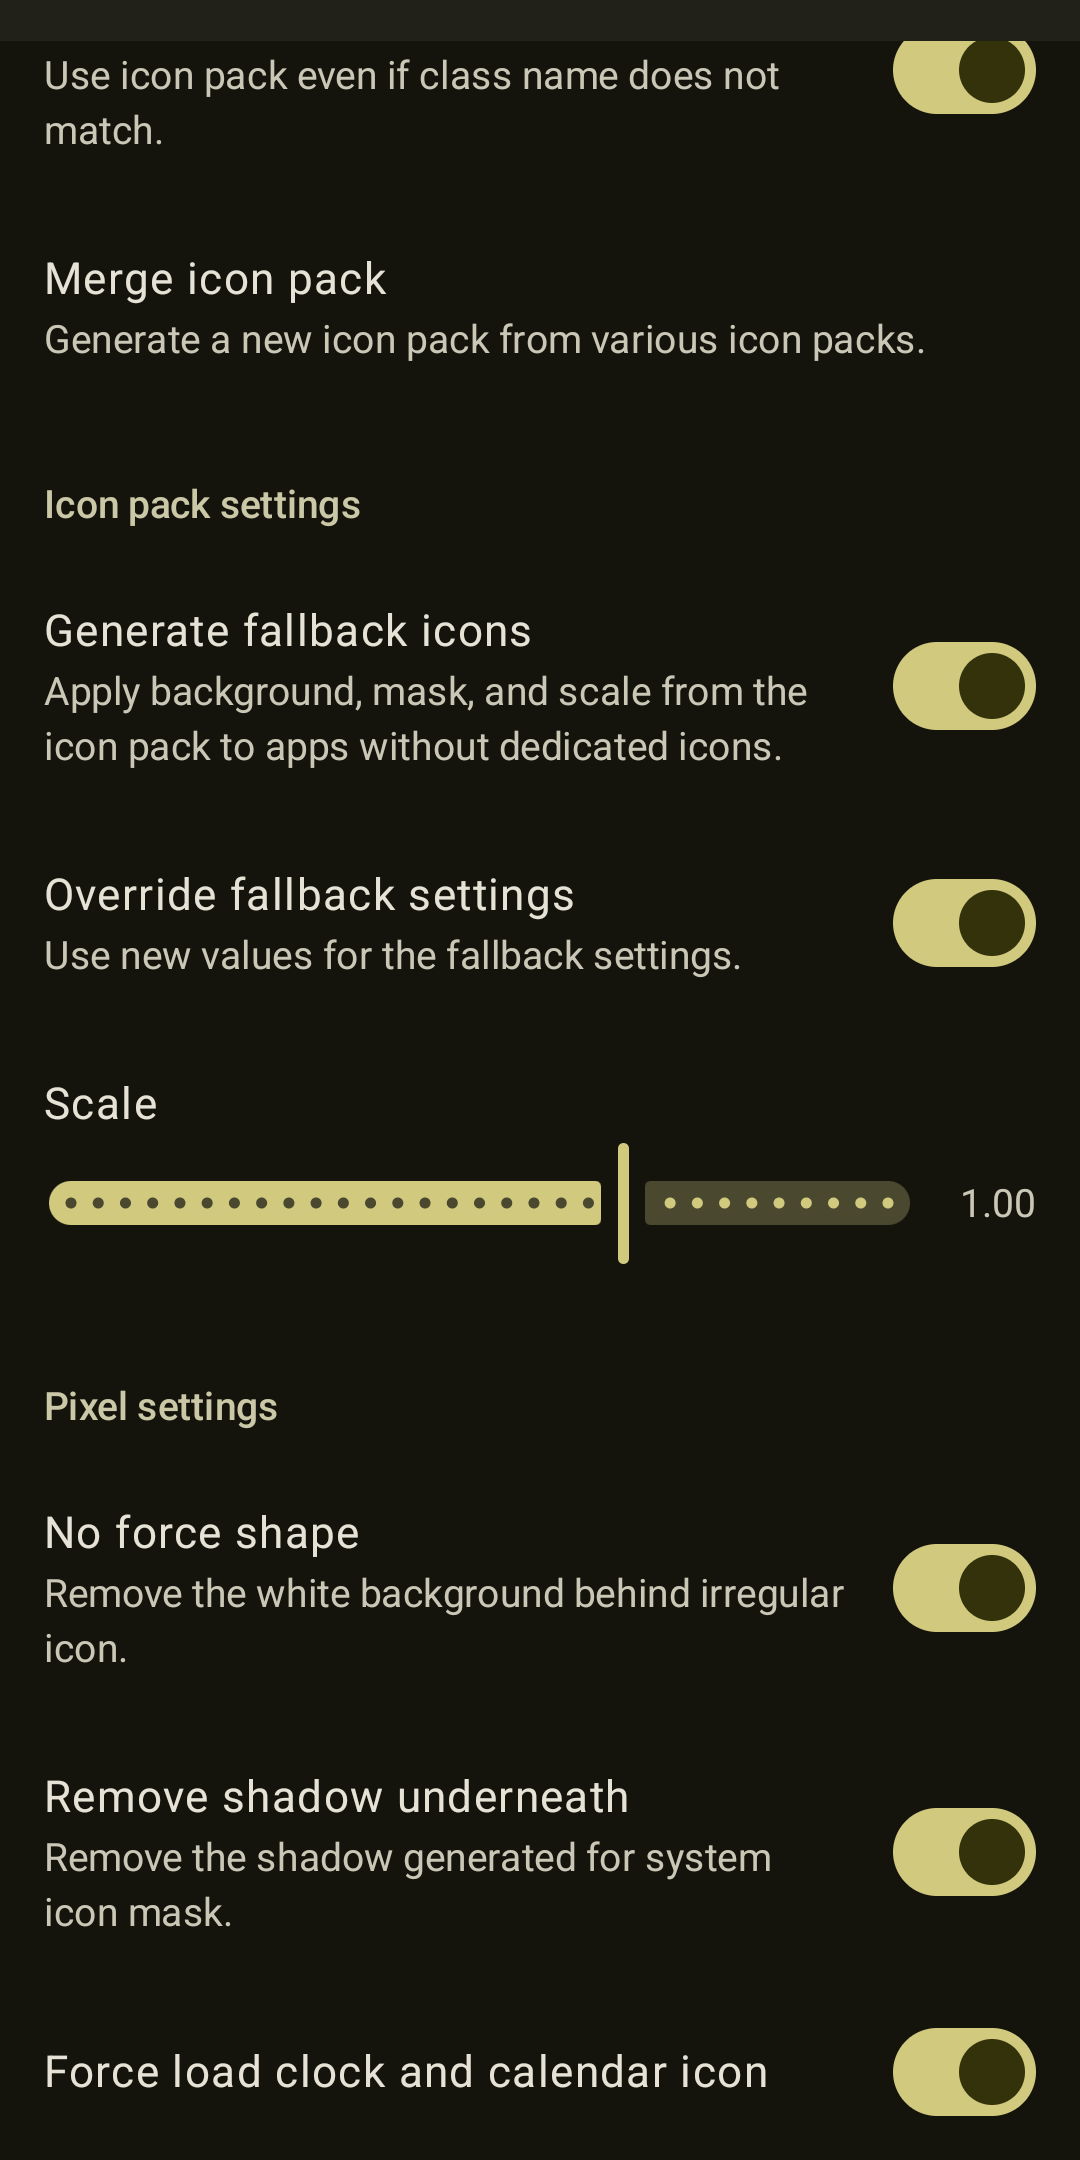 Use icon pack even if class name does not
match.
Merge icon pack
Generate a new icon pack from various icon packs.
Icon pack settings
Generate fallback icons
Apply background, mask, and scale from the
icon pack to apps without dedicated icons.
Override fallback settings
Use new values for the fallback settings.
Scale
1.00
Pixel settings
No force shape
Remove the white background behind irregular
icon.
Remove shadow underneath
Remove the shadow generated for system
icon mask.
Force load clock and calendar icon